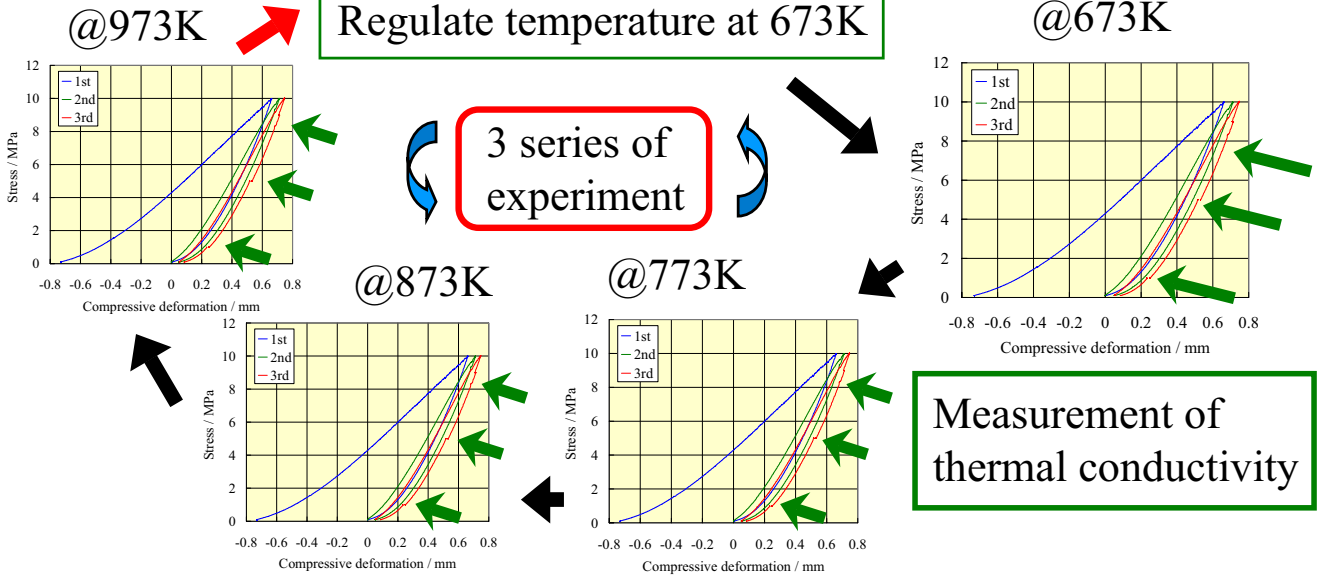 @973K
Regulate temperature at 673K
@673K
12
10
8
6
4
2
0
Stress / MPa
1st
2nd
3rd
-0.8 -0.6 -0.4 -0.2 0 0.2 0.4 0.6 0.8
Compressive deformation / mm
3 series of
experiment
12
10
8
6
4
2
0
Stress / MPa
1st
2nd
3rd
-0.8 -0.6 -0.4 -0.2 0 0.2 0.4 0.6 0.8
Compressive deformation / mm
@873K
12
10
8
6
4
2
0
Stress / MPa
1st
2nd
3rd
-0.8 -0.6 -0.4 -0.2 0 0.2 0.4 0.6 0.8
Compressive deformation / mm
@773K
12
10
8
6
4
2
0
Stress / MPa
1st
2nd
3rd
-0.8 -0.6 -0.4 -0.2 0 0.2 0.4 0.6 0.8
Compressive deformation / mm
Measurement of
thermal conductivity